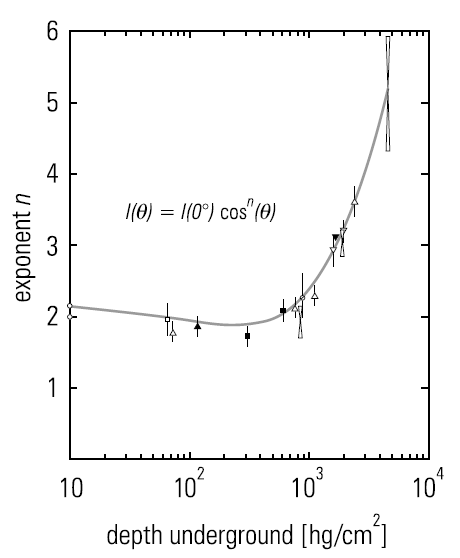 6
5
4
3
2
1
exponent n
I(θ) = I(0°) cosⁿ(θ)
10 10² 10³ 10⁴
depth underground [hg/cm²]